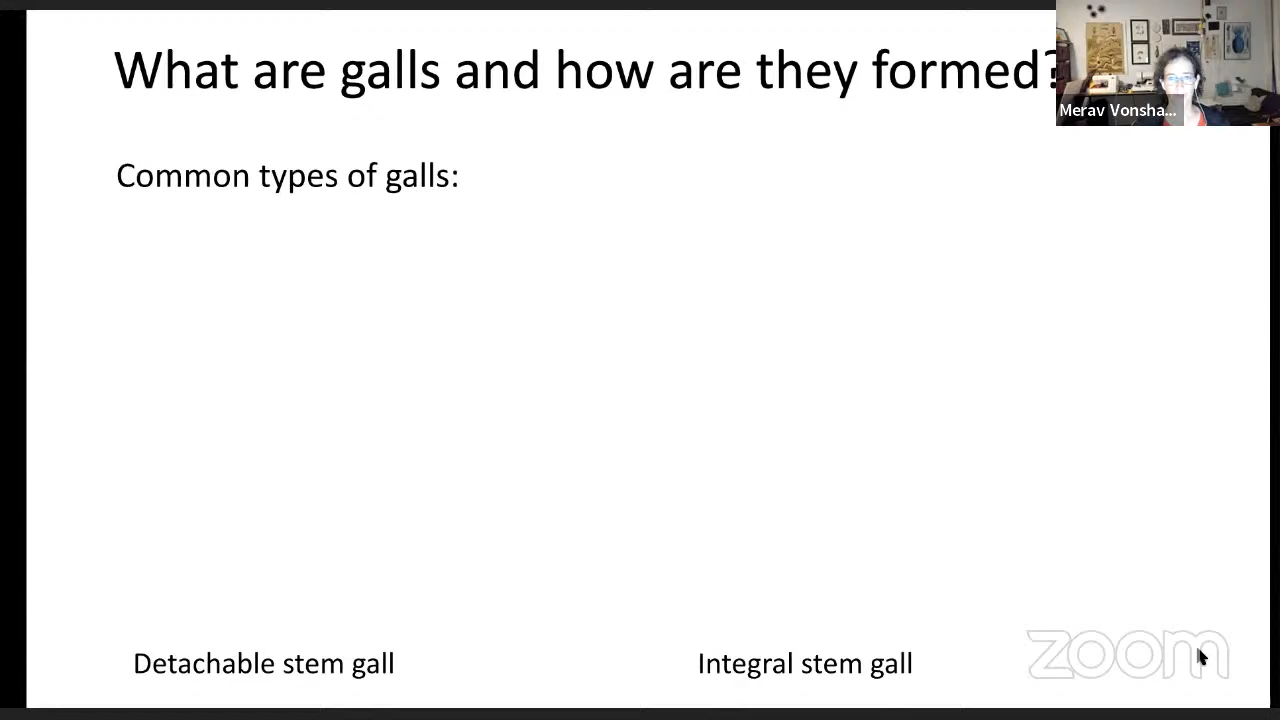 What are galls and how are they formed?
Merav Vonsha...
Common types of galls:
Detachable stem gall
Integral stem gall
zoom